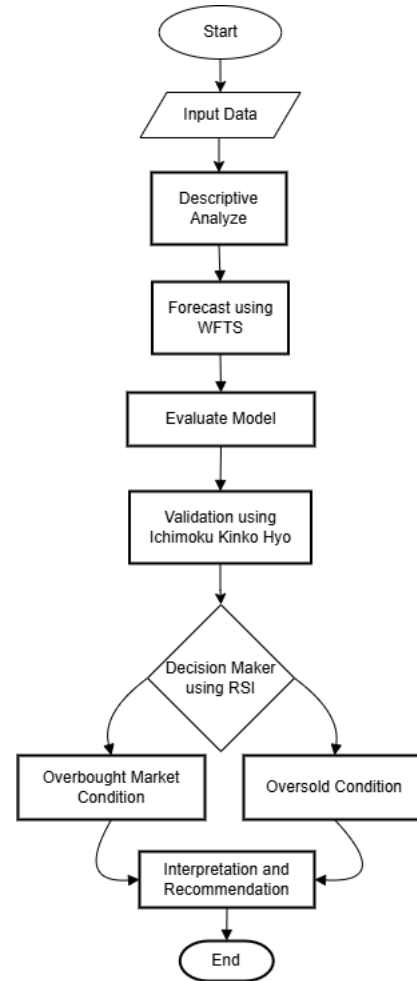 Start
Input Data
Descriptive
Analyze
Forecast using
WFTS
Evaluate Model
Validation using
Ichimoku Kinko Hyo
Decision Maker
using RSI
Overbought Market
Condition
Oversold Condition
Interpretation and
Recommendation
End